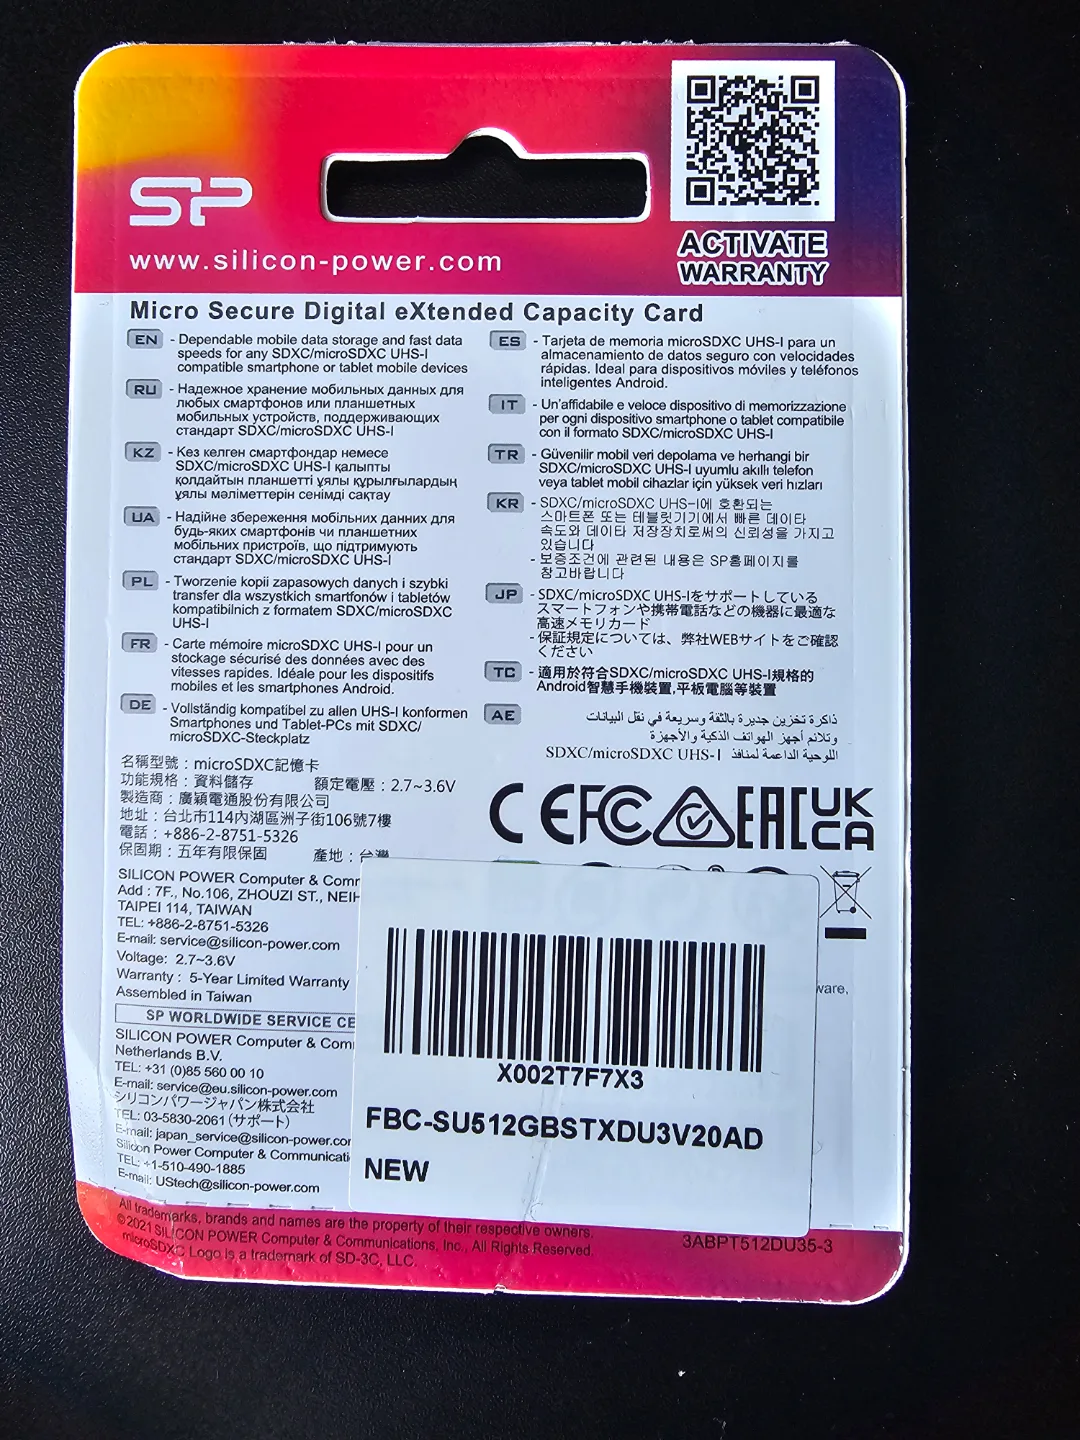 SP
www.silicon-power.com
ACTIVATE
WARRANTY
Micro Secure Digital eXtended Capacity Card
EN - Dependable mobile data storage and fast data
speeds for any SDXC/microSDXC UHS-I
compatible smartphone or tablet mobile devices
RU - Надежное хранение мобильных данных для
любых смартфонов или планшетных
мобильных устройств, поддерживающих
стандарт SDXC/microSDXC UHS-I
KZ - Кез келген смартфондар немесе
SDXC/microSDXC UHS-I қалыпты
қолдайтын планшетті ұялы құрылғылардың
ұялы мәліметтерін сенімді сақтау
UA - Надійне збереження мобільних данних для
будь-яких смартфонів чи планшетних
мобільних пристроїв, що підтримують
стандарт SDXC/microSDXC UHS-I
PL - Tworzenie kopii zapasowych danych i szybki
transfer dla wszystkich smartfonów i tabletów
kompatibilnich z formatem SDXC/microSDXC
UHS-I
FR - Carte mémoire microSDXC UHS-I pour un
stockage sécurisé des données avec des
vitesses rapides. Idéale pour les dispositifs
mobiles et les smartphones Android.
DE - Vollständig kompatibel zu allen UHS-I konformen
Smartphones und Tablet-PCs mit SDXC/
microSDXC-Steckplatz
ES - Tarjeta de memoria microSDXC UHS-I para un
almacenamiento de datos seguro con velocidades
rápidas. Ideal para dispositivos móviles y teléfonos
inteligentes Android.
IT - Un'affidabile e veloce dispositivo di memorizzazione
per ogni dispositivo smartphone o tablet compatibile
con il formato SDXC/microSDXC UHS-I
TR - Güvenilir mobil veri depolama ve herhangi bir
SDXC/microSDXC UHS-I uyumlu akıllı telefon
veya tablet mobil cihazlar için yüksek veri hızları
KR - SDXC/microSDXC UHS-I에 호환되는
스마트폰 또는 테블릿기기에서 빠른 데이타
속도와 데이타 저장장치로써의 신뢰성을 가지고
있습니다
- 보증조건에 관련된 내용은 SP홈페이지를
참고바랍니다
JP - SDXC/microSDXC UHS-Iをサポートしている
スマートフォンや携帯電話などの機器に最適な
高速メモリカード
- 保証規定については、弊社WEBサイトをご確認
ください
TC - 適用於符合SDXC/microSDXC UHS-I規格的
Android智慧手機裝置,平板電腦等裝置
AE ذاكرة تخزين جديرة بالثقة وسريعة في نقل البيانات
وتلائم أجهز الهواتف الذكية والأجهزة
اللوحية الداعمة لمنافذ SDXC/microSDXC UHS-I
名稱型號：microSDXC記憶卡
功能規格：資料儲存 額定電壓：2.7~3.6V
製造商：廣穎電通股份有限公司
地址：台北市114內湖區洲子街106號7樓
電話：+886-2-8751-5326
保固期：五年有限保固 產地：台灣
CE FC EAC UK
CA
SILICON POWER Computer &
Add : 7F., No.106, ZHOUZI ST.,
TAIPEI 114, TAIWAN
TEL: +886-2-8751-5326
E-mail: service@silicon-power.com
Voltage: 2.7~3.6V
Warranty : 5-Year Limited Warranty
Assembled in Taiwan
SP WORLDWIDE SERVICE
SILICON POWER Computer &
Netherlands B.V.
TEL: +31 (0)85 560 00 10
E-mail: service@eu.silicon-power.com
シリコンパワージャパン株式会社
TEL: 03-5830-2061 (サポート)
E-mail: japan_service@silicon-power.com
Silicon Power Computer &
TEL: +1-510-490-1885
E-mail: UStech@silicon-power.com
X002T7F7X3
FBC-SU512GBSTXDU3V20AD
NEW
All trademarks, brands and names are the property of their respective owners.
©2021 SILICON POWER Computer & Communications, Inc., All Rights Reserved.
microSDXC Logo is a trademark of SD-3C, LLC.
3ABPT512DU35-3